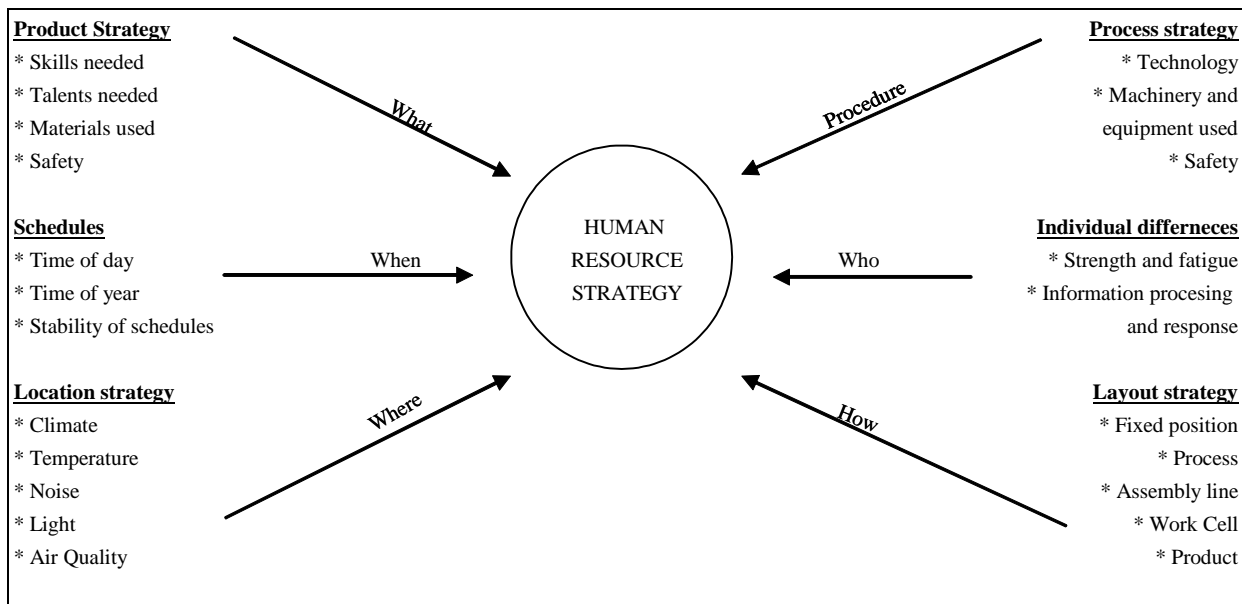 Product Strategy
* Skills needed
* Talents needed
* Materials used
* Safety
What
Process strategy
* Technology
* Machinery and
equipment used
* Safety
Procedure
Schedules
* Time of day
* Time of year
* Stability of schedules
When
HUMAN
RESOURCE
STRATEGY
Who
Individual differneces
* Strength and fatigue
* Information procesing
and response
Location strategy
* Climate
* Temperature
* Noise
* Light
* Air Quality
Where
How
Layout strategy
* Fixed position
* Process
* Assembly line
* Work Cell
* Product